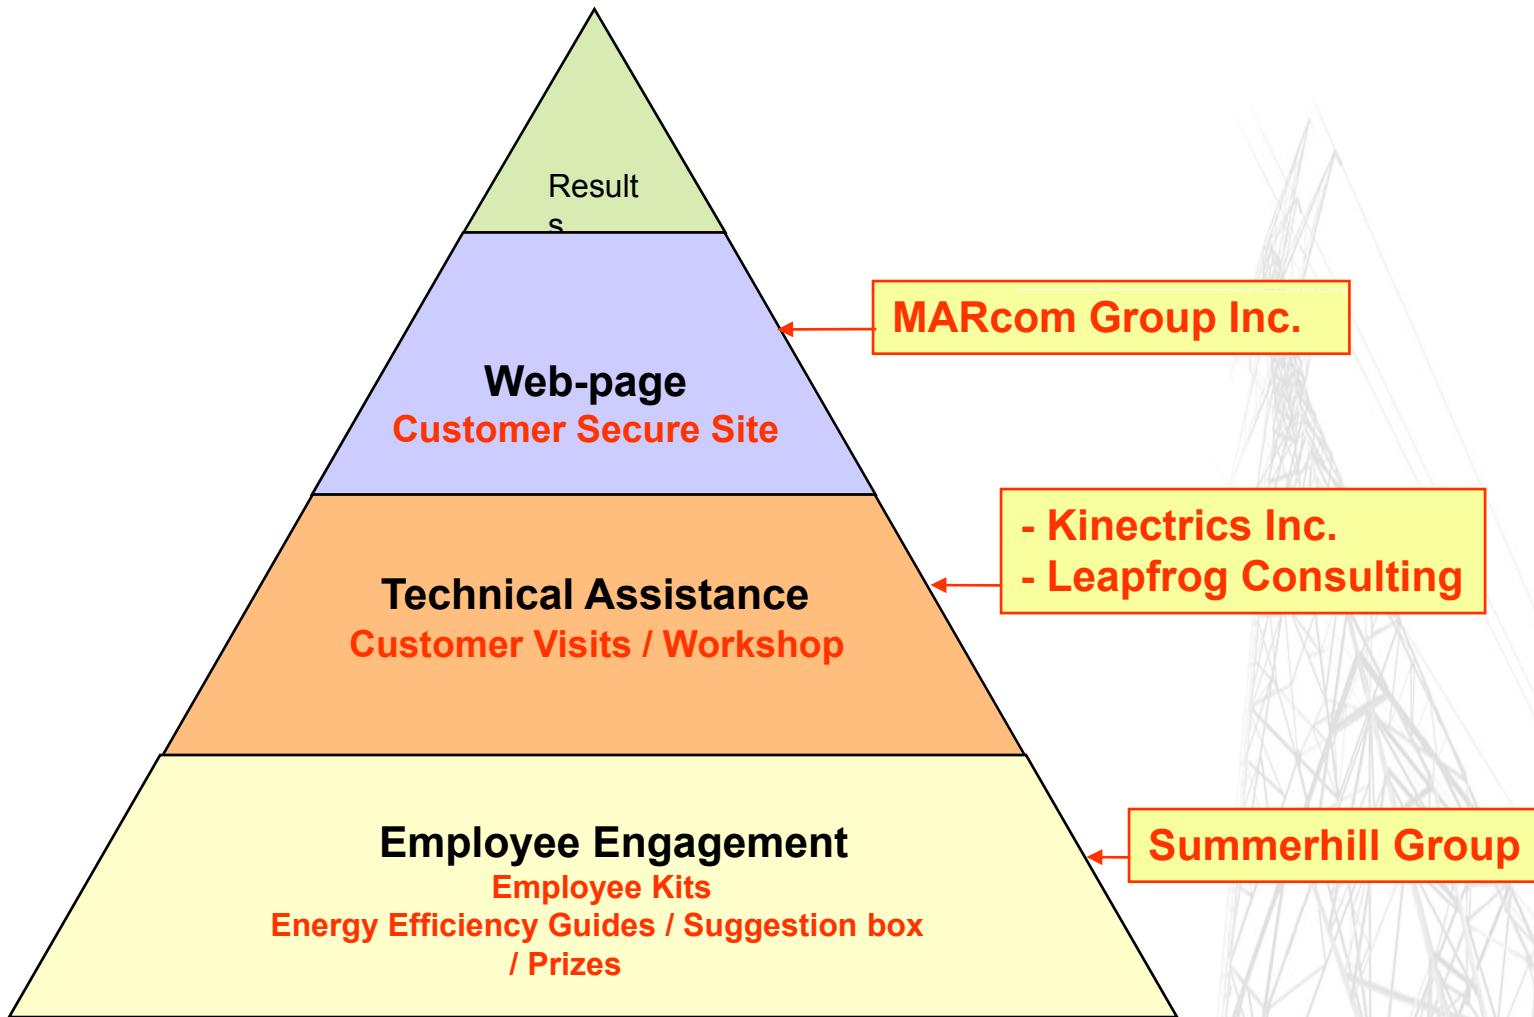 Result
s
MARcom Group Inc.
Web-page
Customer Secure Site
- Kinectrics Inc.
- Leapfrog Consulting
Technical Assistance
Customer Visits / Workshop
Employee Engagement
Employee Kits
Energy Efficiency Guides / Suggestion box
/ Prizes
Summerhill Group